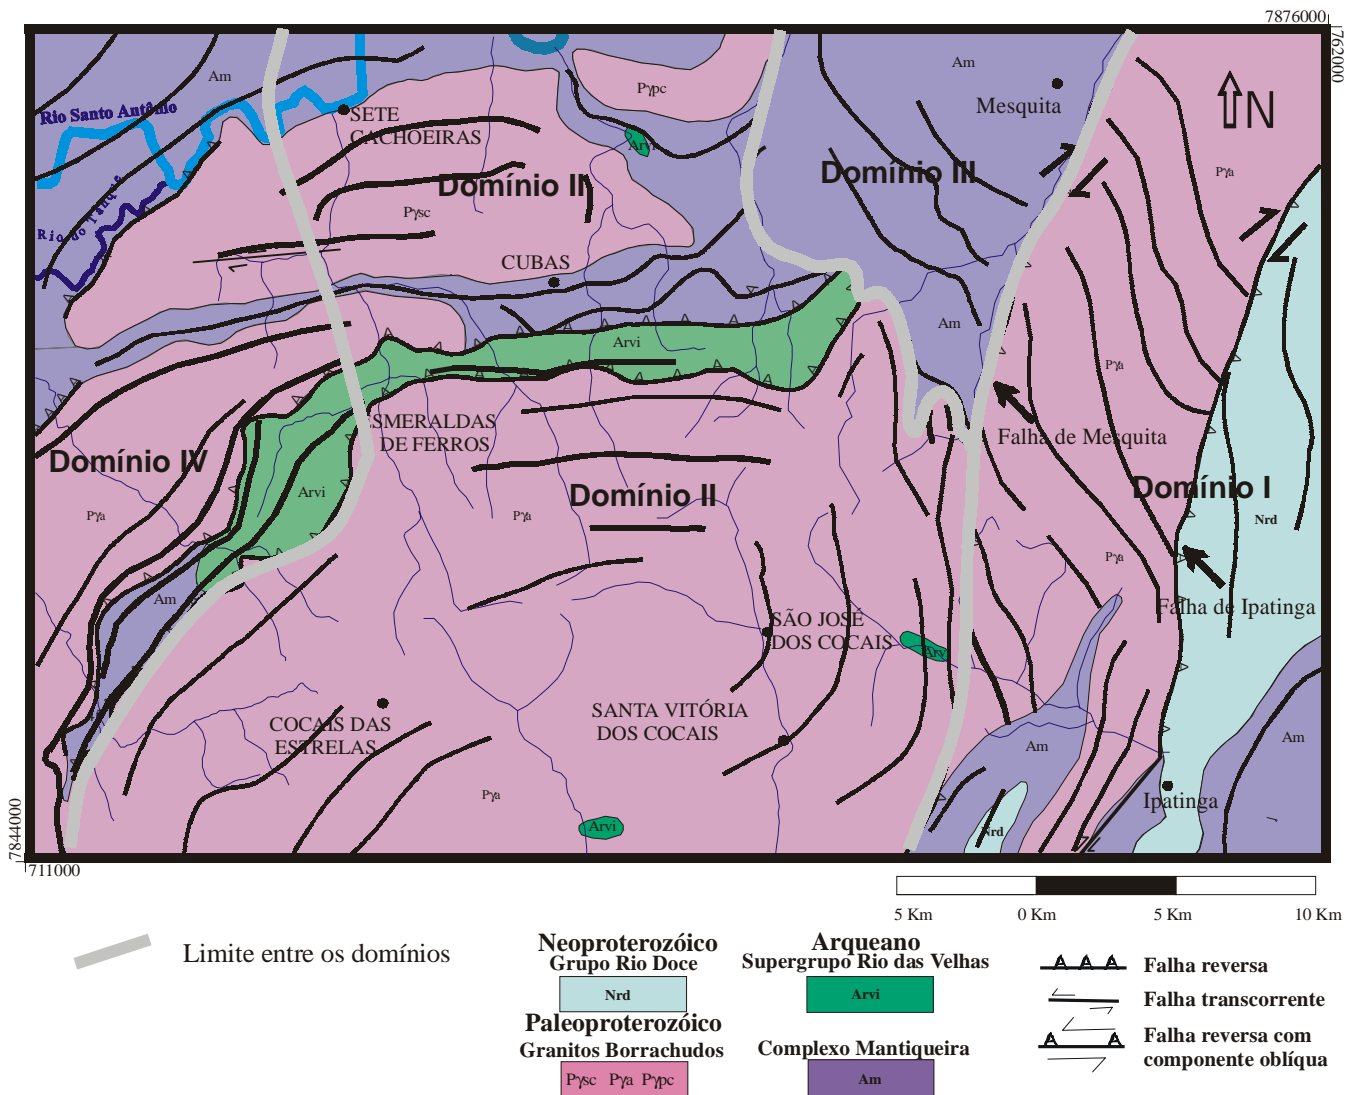 7876000
762000
Am
Am
Rio Santo Antônio
Pγpc
Mesquita
N
SETE
CACHOEIRAS
Arvi
Domínio II
Domínio III
Pγa
Pγsc
Rio do Tanque
CUBAS
Am
Arvi
Pγa
ESMERALDAS
DE FERROS
Falha de Mesquita
Domínio IV
Arvi
Domínio II
Domínio I
Pγa
Pγa
Nrd
Pγa
Am
Falha de Ipatinga
SÃO JOSÉ
DOS COCAIS
Arvi
COCAIS DAS
ESTRELAS
SANTA VITÓRIA
DOS COCAIS
Am
Am
Pγa
Ipatinga
Arvi
Nrd
7844000
711000
5 Km 0 Km 5 Km 10 Km
Limite entre os domínios
Neoproterozóico
Grupo Rio Doce
Nrd
Paleoproterozóico
Granitos Borrachudos
Pγsc Pγa Pγpc
Arqueano
Supergrupo Rio das Velhas
Arvi
Complexo Mantiqueira
Am
Falha reversa
Falha transcorrente
Falha reversa com
componente oblíqua